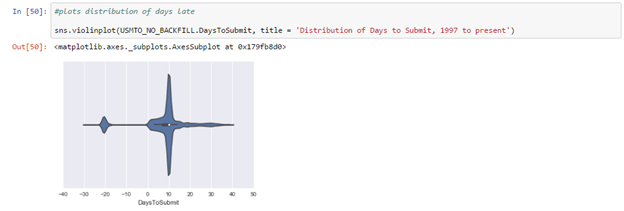 In [50]: #plots distribution of days late
sns.violinplot(USMTO_NO_BACKFILL.DaysToSubmit, title = 'Distribution of Days to Submit, 1997 to present')
Out[50]: <matplotlib.axes._subplots.AxesSubplot at 0x179fb8d0>
−40 −30 −20 −10 0 10 20 30 40 50
DaysToSubmit